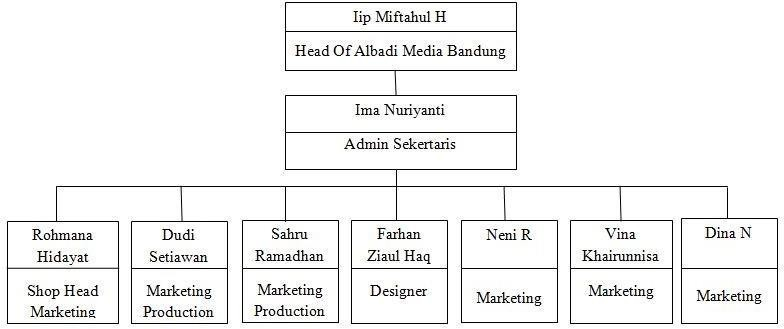 Iip Miftahul H
Head Of Albadi Media Bandung
Ima Nuriyanti
Admin Sekertaris
Rohmana
Hidayat
Shop Head
Marketing
Dudi
Setiawan
Marketing
Production
Sahru
Ramadhan
Marketing
Production
Farhan
Ziaul Haq
Designer
Neni R
Marketing
Vina
Khairunnisa
Marketing
Dina N
Marketing